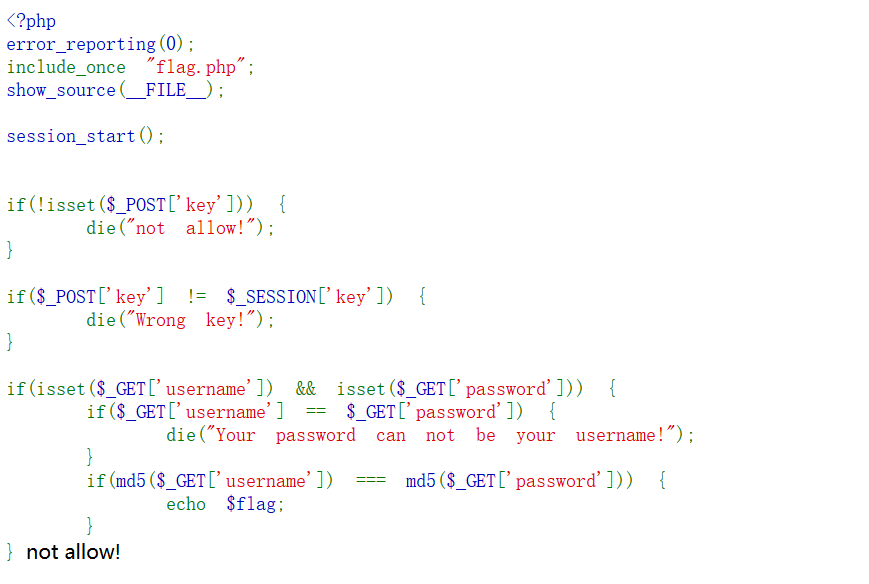 <?php
error_reporting(0);
include_once "flag.php";
show_source(__FILE__);
session_start();
if(!isset($_POST['key'])) {
die("not allow!");
}
if($_POST['key'] != $_SESSION['key']) {
die("Wrong key!");
}
if(isset($_GET['username']) && isset($_GET['password'])) {
if($_GET['username'] == $_GET['password']) {
die("Your password can not be your username!");
}
if(md5($_GET['username']) === md5($_GET['password'])) {
echo $flag;
}
} not allow!